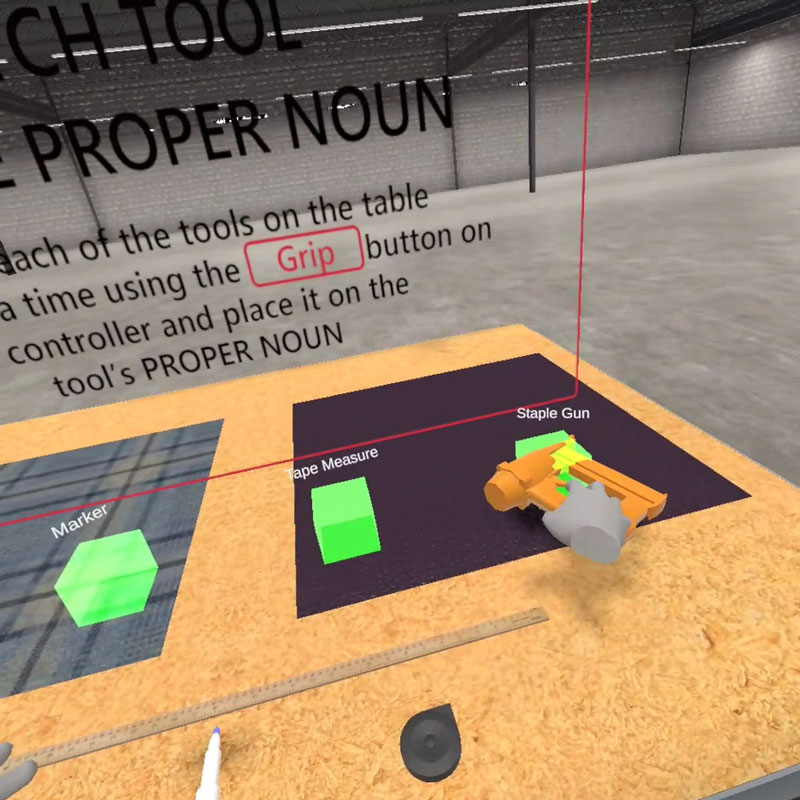 CH TOOL
PROPER NOUN
each of the tools on the table
a time using the Grip button on
controller and place it on the
tool's PROPER NOUN
Staple Gun
Tape Measure
Marker